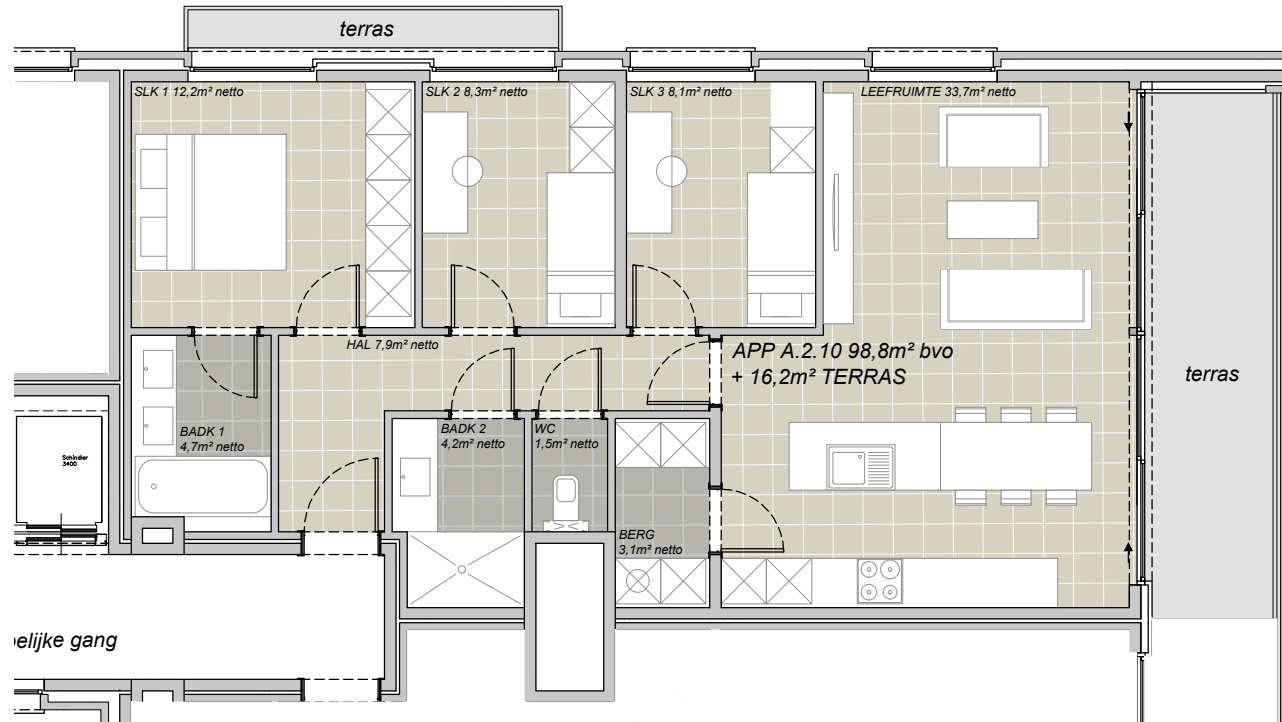 terras
SLK 1 12,2m² netto
SLK 2 8,3m² netto
SLK 3 8,1m² netto
LEEFRUIMTE 33,7m² netto
HAL 7,9m² netto
APP A.2.10 98,8m² bvo
+ 16,2m² TERRAS
terras
BADK 1
4,7m² netto
BADK 2
4,2m² netto
WC
1,5m² netto
Schindler
3400
BERG
3,1m² netto
elijke gang